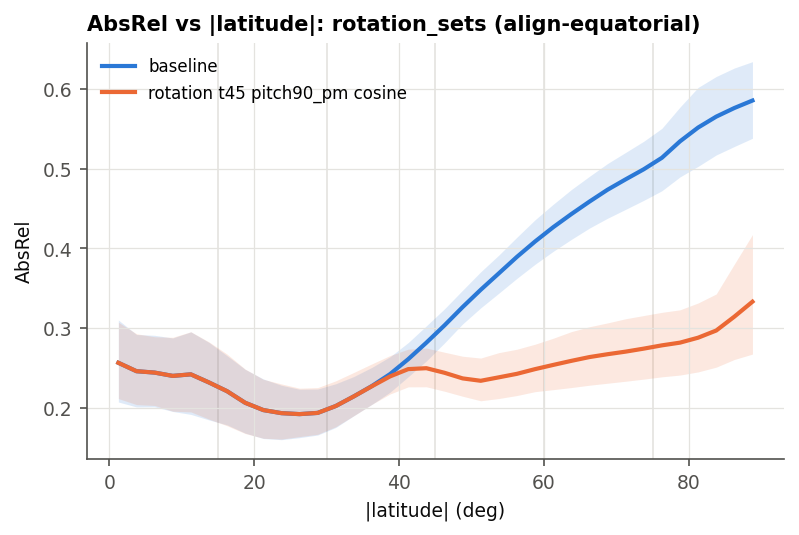 AbsRel vs |latitude|: rotation_sets (align-equatorial)
baseline
rotation t45 pitch90_pm cosine
AbsRel
0.6
0.5
0.4
0.3
0.2
0 20 40 60 80
|latitude| (deg)